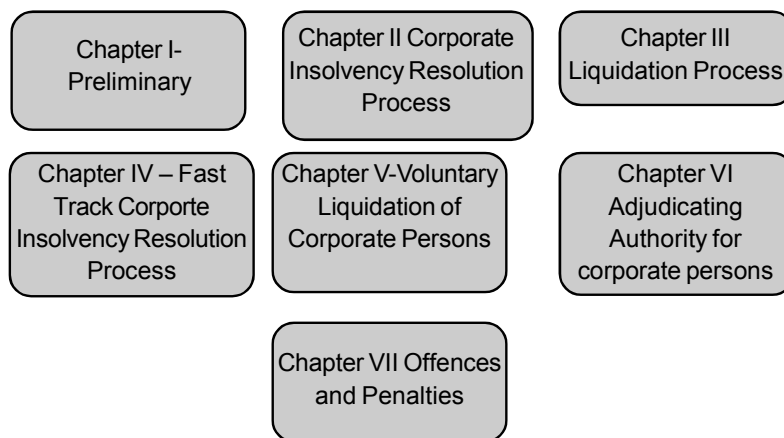 Chapter I-
Preliminary
Chapter II Corporate
Insolvency Resolution
Process
Chapter III
Liquidation Process
Chapter IV – Fast
Track Corporte
Insolvency Resolution
Process
Chapter V-Voluntary
Liquidation of
Corporate Persons
Chapter VI
Adjudicating
Authority for
corporate persons
Chapter VII Offences
and Penalties